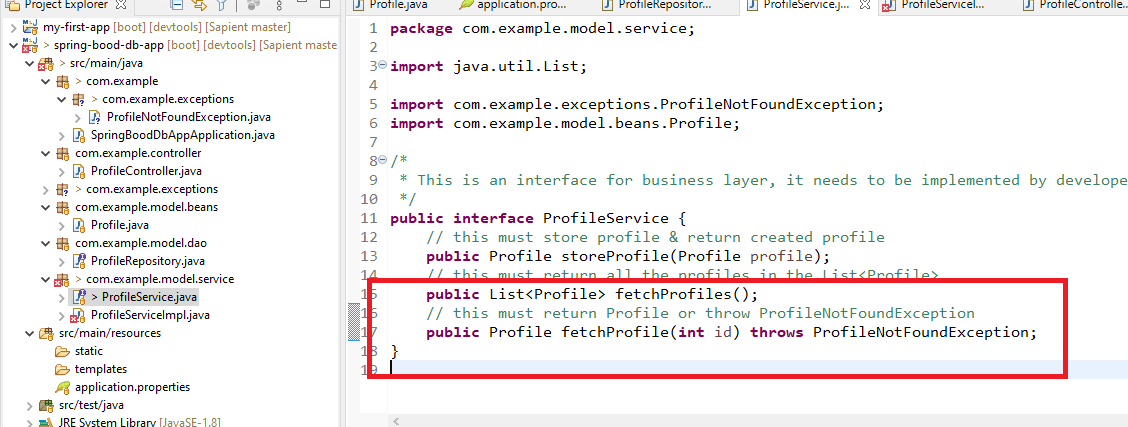 Project Explorer
Profile.java
application.pro...
ProfileRepositor...
ProfileService.j...
ProfileServiceI...
ProfileController...
my-first-app [boot] [devtools] [Sapient master]
> spring-bood-db-app [boot] [devtools] [Sapient maste
> src/main/java
> com.example
> com.example.exceptions
ProfileNotFoundException.java
SpringBoodDbAppApplication.java
com.example.controller
ProfileController.java
> com.example.exceptions
com.example.model.beans
Profile.java
com.example.model.dao
ProfileRepository.java
> com.example.model.service
> ProfileService.java
ProfileServiceImpl.java
src/main/resources
static
templates
application.properties
src/test/java
JRE System Library [JavaSE-1.8]
1 package com.example.model.service;
2
3 import java.util.List;
4
5 import com.example.exceptions.ProfileNotFoundException;
6 import com.example.model.beans.Profile;
7
8 /*
9 * This is an interface for business layer, it needs to be implemented by develope
10 */
11 public interface ProfileService {
12 // this must store profile & return created profile
13 public Profile storeProfile(Profile profile);
14 // this must return all the profiles in the List<Profile>
15 public List<Profile> fetchProfiles();
16 // this must return Profile or throw ProfileNotFoundException
17 public Profile fetchProfile(int id) throws ProfileNotFoundException;
18 }
19